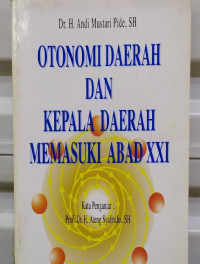 Dr. H. Andi Mustari Pide, SH
OTONOMI DAERAH
DAN
KEPALA DAERAH
MEMASUKI ABAD XXI
Kata Pengantar :
Prof. Dr. H. Ateng Syafrudin, SH